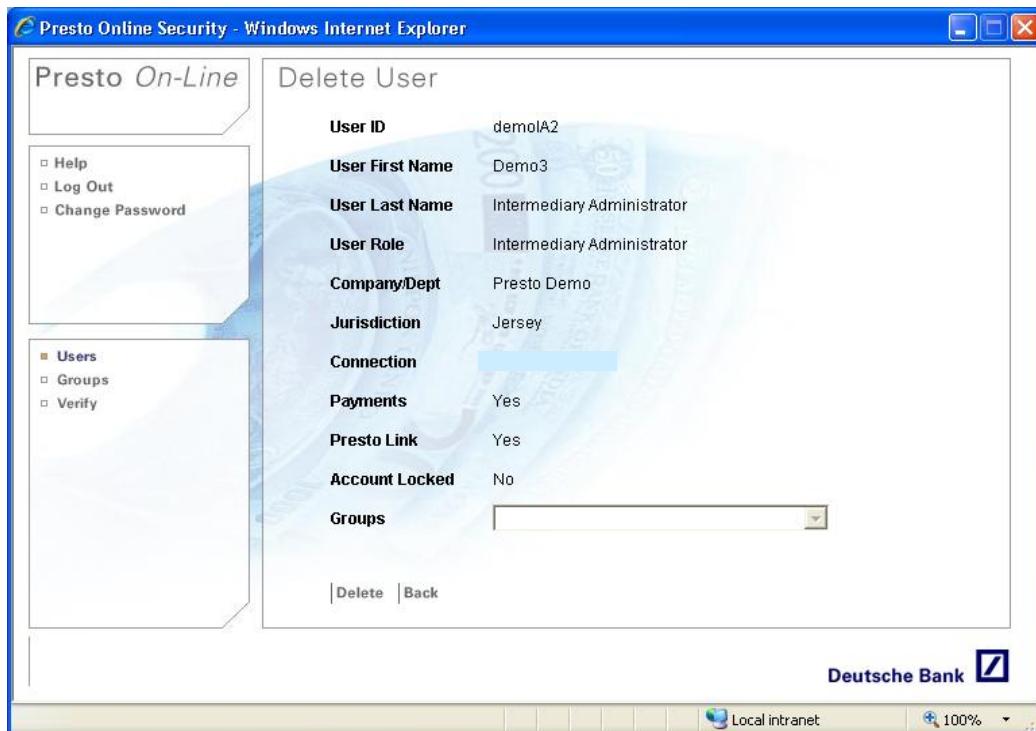 Presto Online Security - Windows Internet Explorer
Presto On-Line
Help
Log Out
Change Password
Users
Groups
Verify
Delete User
User ID demoIA2
User First Name Demo3
User Last Name Intermediary Administrator
User Role Intermediary Administrator
Company/Dept Presto Demo
Jurisdiction Jersey
Connection
Payments Yes
Presto Link Yes
Account Locked No
Groups
Delete Back
Deutsche Bank
Local intranet 100%